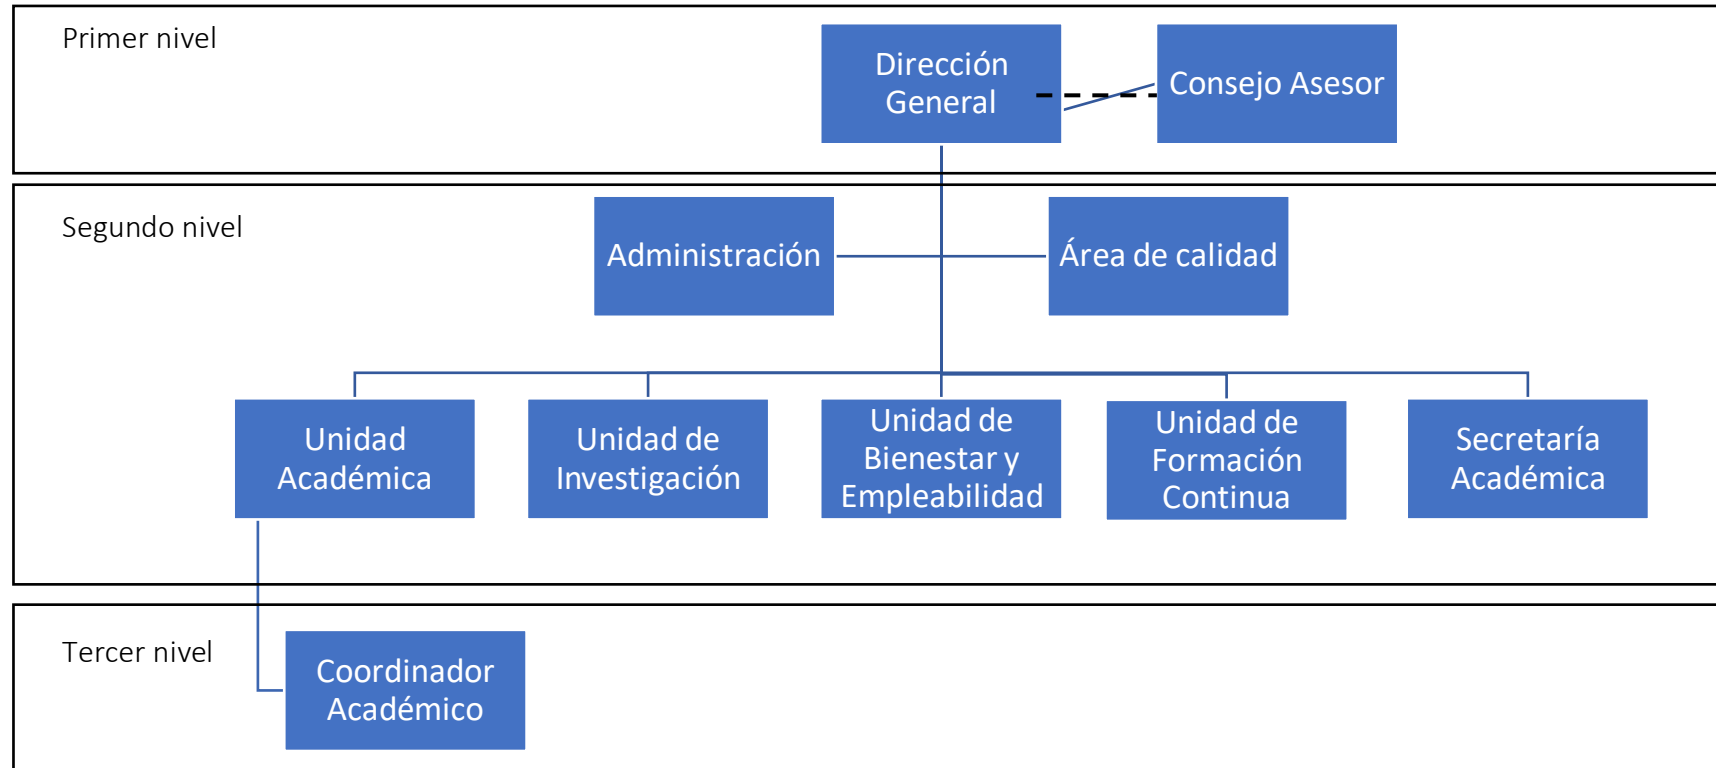 Primer nivel
Dirección
General
Consejo Asesor
Segundo nivel
Administración
Área de calidad
Unidad
Académica
Unidad de
Investigación
Unidad de
Bienestar y
Empleabilidad
Unidad de
Formación
Continua
Secretaría
Académica
Tercer nivel
Coordinador
Académico